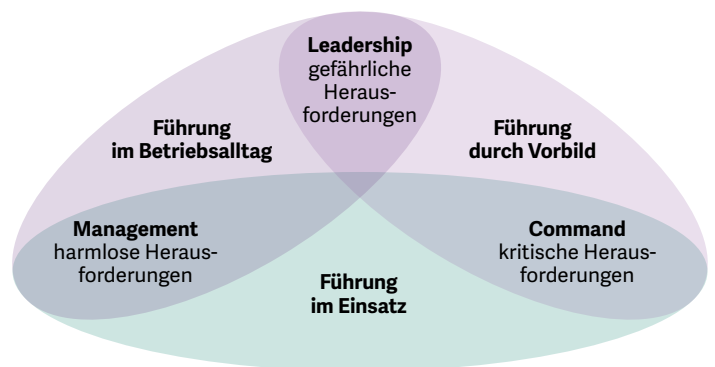 Leadership
gefährliche
Heraus-
forderungen
Führung
im Betriebsalltag
Führung
durch Vorbild
Management
harmlose Heraus-
forderungen
Command
kritische Heraus-
forderungen
Führung
im Einsatz